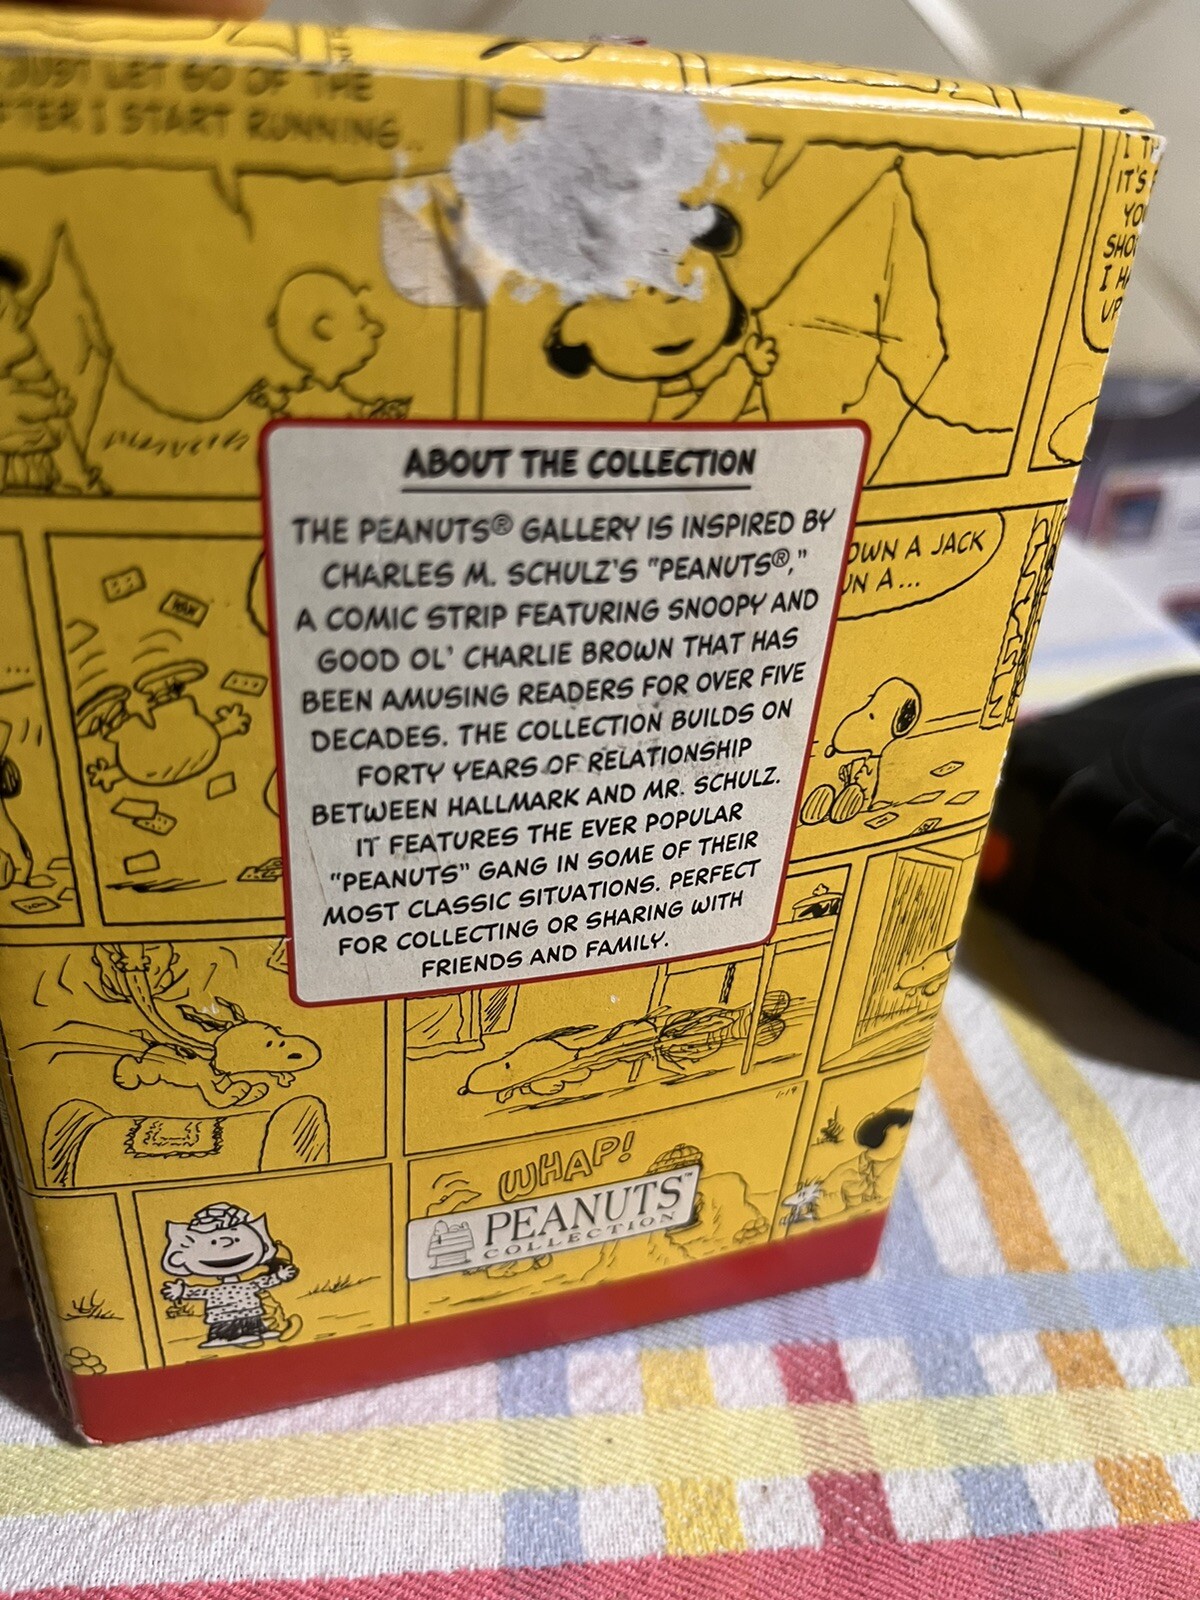 JUST LET GO OF THE
I START RUNNING..
IT'S
ABOUT THE COLLECTION
THE PEANUTS® GALLERY IS INSPIRED BY
CHARLES M. SCHULZ'S "PEANUTS®,"
A COMIC STRIP FEATURING SNOOPY AND
GOOD OL' CHARLIE BROWN THAT HAS
BEEN AMUSING READERS FOR OVER FIVE
DECADES. THE COLLECTION BUILDS ON
FORTY YEARS OF RELATIONSHIP
BETWEEN HALLMARK AND MR. SCHULZ.
IT FEATURES THE EVER POPULAR
"PEANUTS" GANG IN SOME OF THEIR
MOST CLASSIC SITUATIONS. PERFECT
FOR COLLECTING OR SHARING WITH
FRIENDS AND FAMILY.
OWN A JACK
A...
1-19
WHAP!
PEANUTS™
COLLECTION